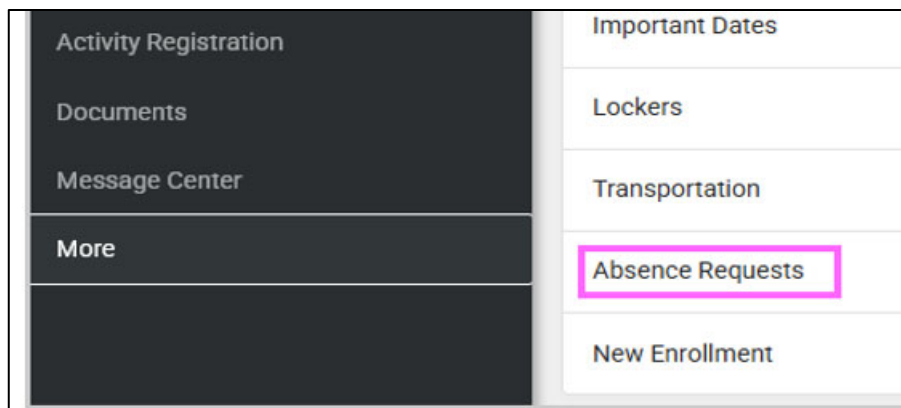 Activity Registration
Documents
Message Center
More
Important Dates
Lockers
Transportation
Absence Requests
New Enrollment